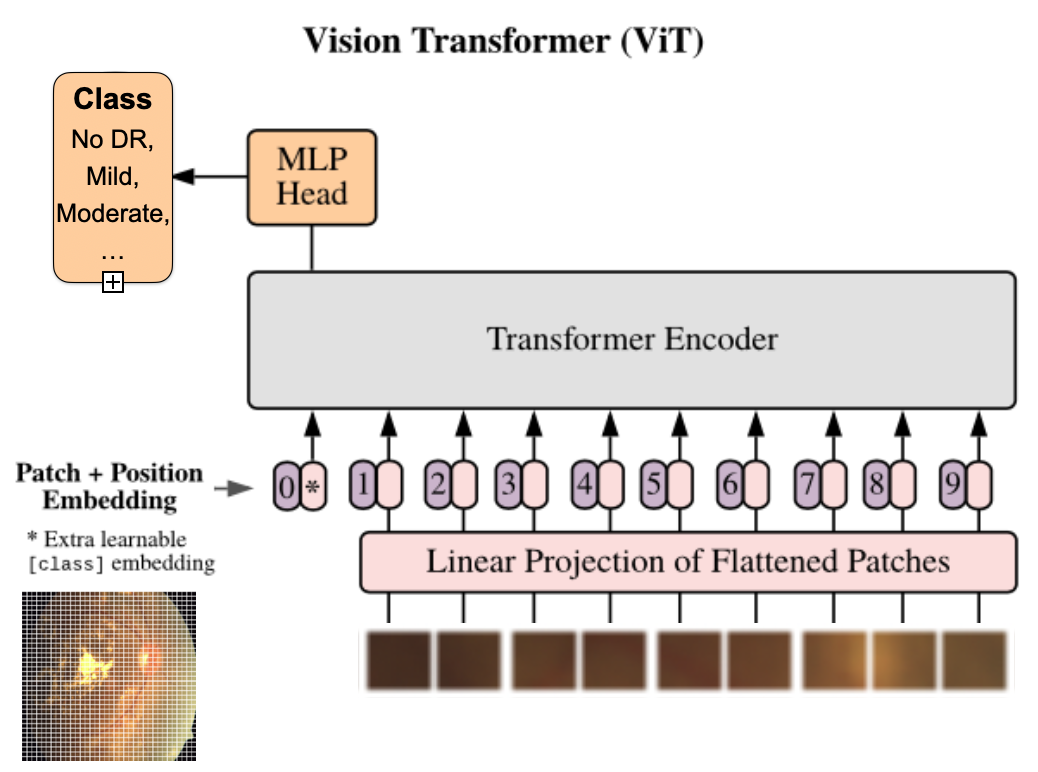 Vision Transformer (ViT)
Class
No DR,
Mild,
Moderate,
...
MLP
Head
Transformer Encoder
Patch + Position
Embedding
0 * 1 2 3 4 5 6 7 8 9
* Extra learnable
[class] embedding
Linear Projection of Flattened Patches